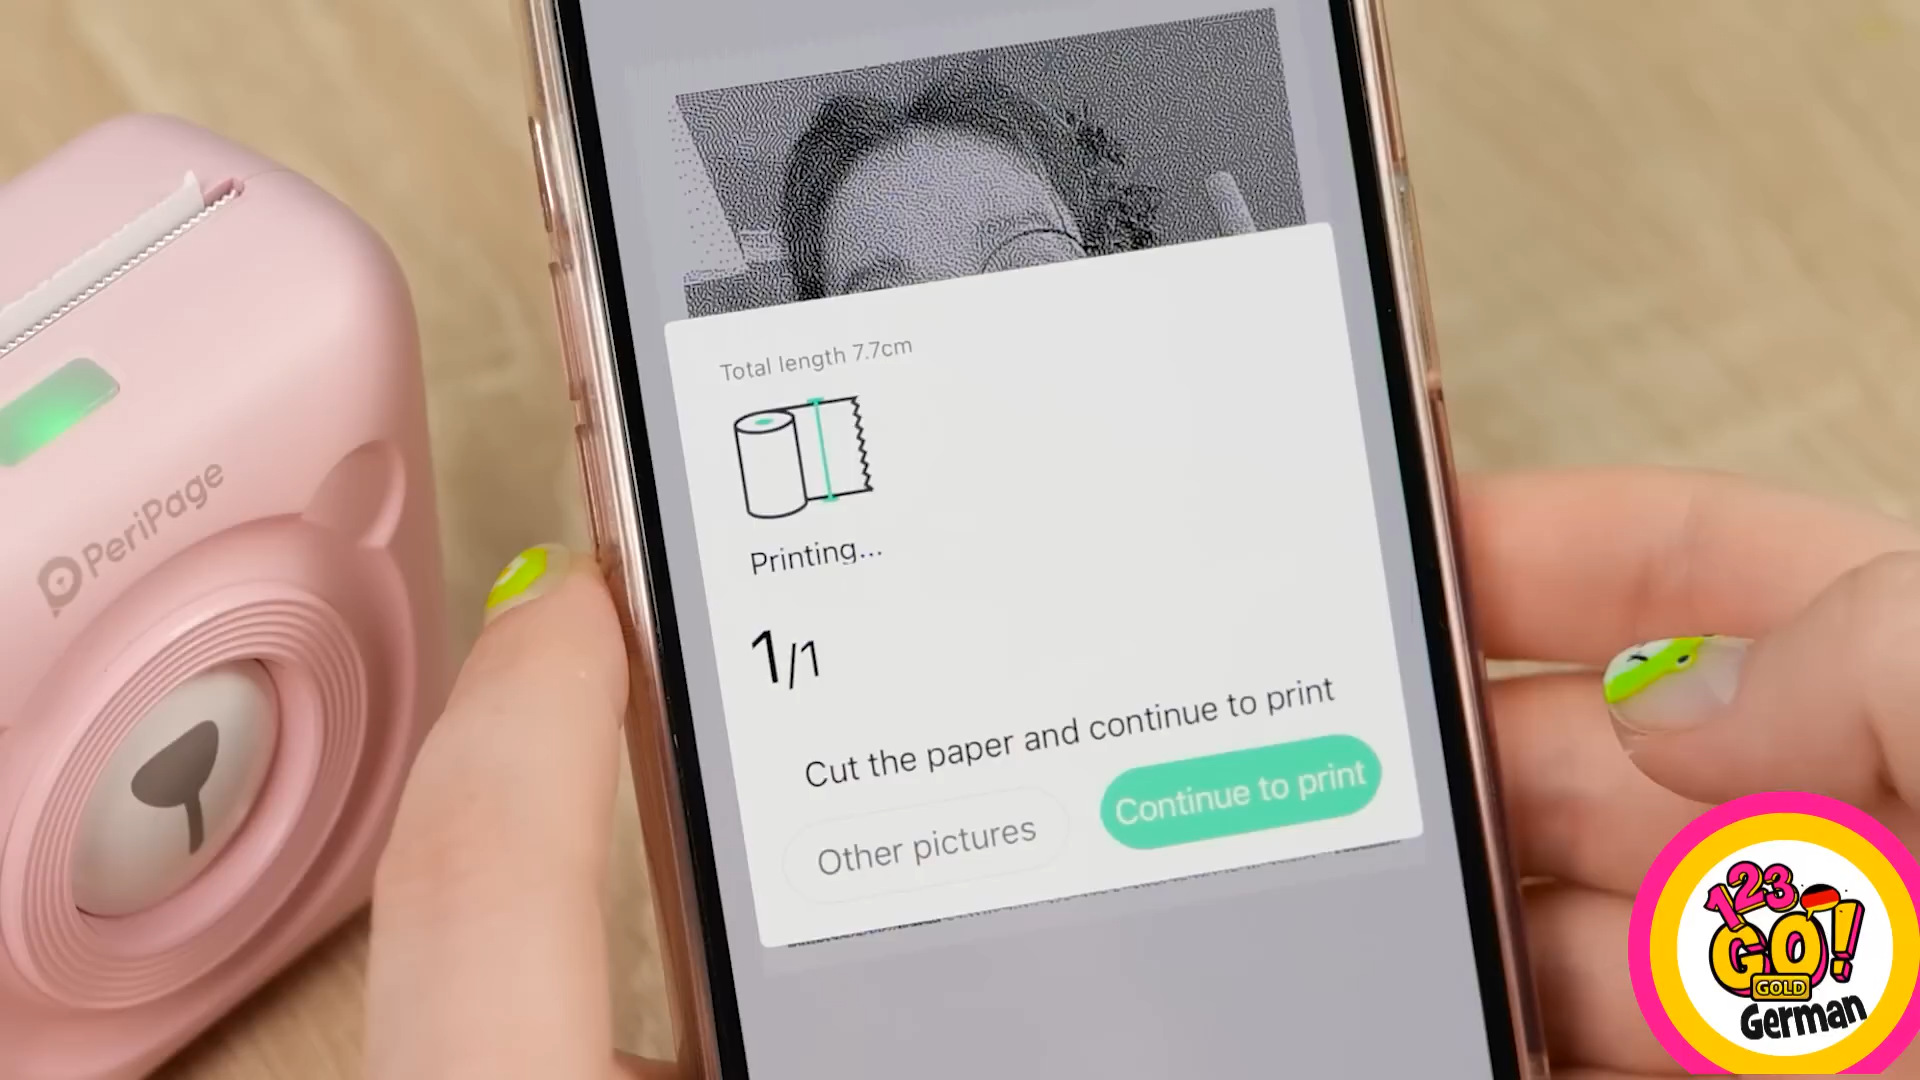 PeriPage
Total length 7.7cm
Printing...
1/1
Cut the paper and continue to print
Other pictures
Continue to print
123
GO!
GOLD
German